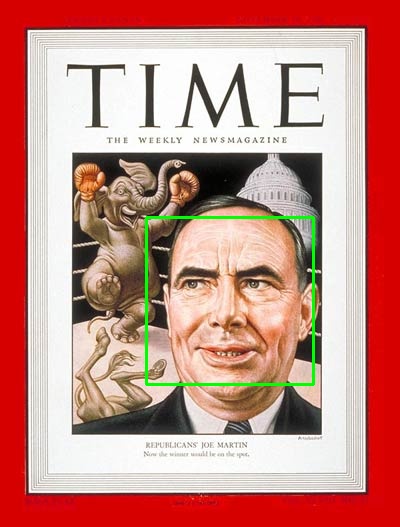 TIME
THE WEEKLY NEWSMAGAZINE
REPUBLICANS' JOE MARTIN
Now the winner would be on the spot.